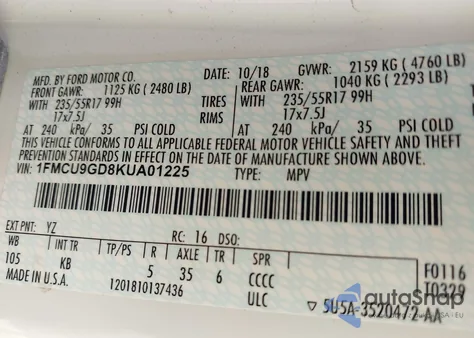 MFD. BY FORD MOTOR CO. DATE: 10/18 GVWR: 2159 KG (4760 LB)
FRONT GAWR: 1125 KG (2480 LB) REAR GAWR: 1040 KG (2293 LB)
WITH 235/55R17 99H TIRES WITH 235/55R17 99H
17x7.5J RIMS 17x7.5J
AT 240 kPa/ 35 PSI COLD AT 240 kPa/ 35 PSI COLD
THIS VEHICLE CONFORMS TO ALL APPLICABLE FEDERAL MOTOR VEHICLE SAFETY AND THEFT
PREVENTION STANDARDS IN EFFECT ON THE DATE OF MANUFACTURE SHOWN ABOVE.
VIN: 1FMCU9GD8KUA01225 TYPE: MPV
EXT PNT: YZ RC: 16 DSO: F0116
WB INT TR TP/PS R AXLE TR SPR T0329
105 KB 5 35 6 CCCC
MADE IN U.S.A. 1201810137436 ULC
5U5A-3520472-AA
autoshop